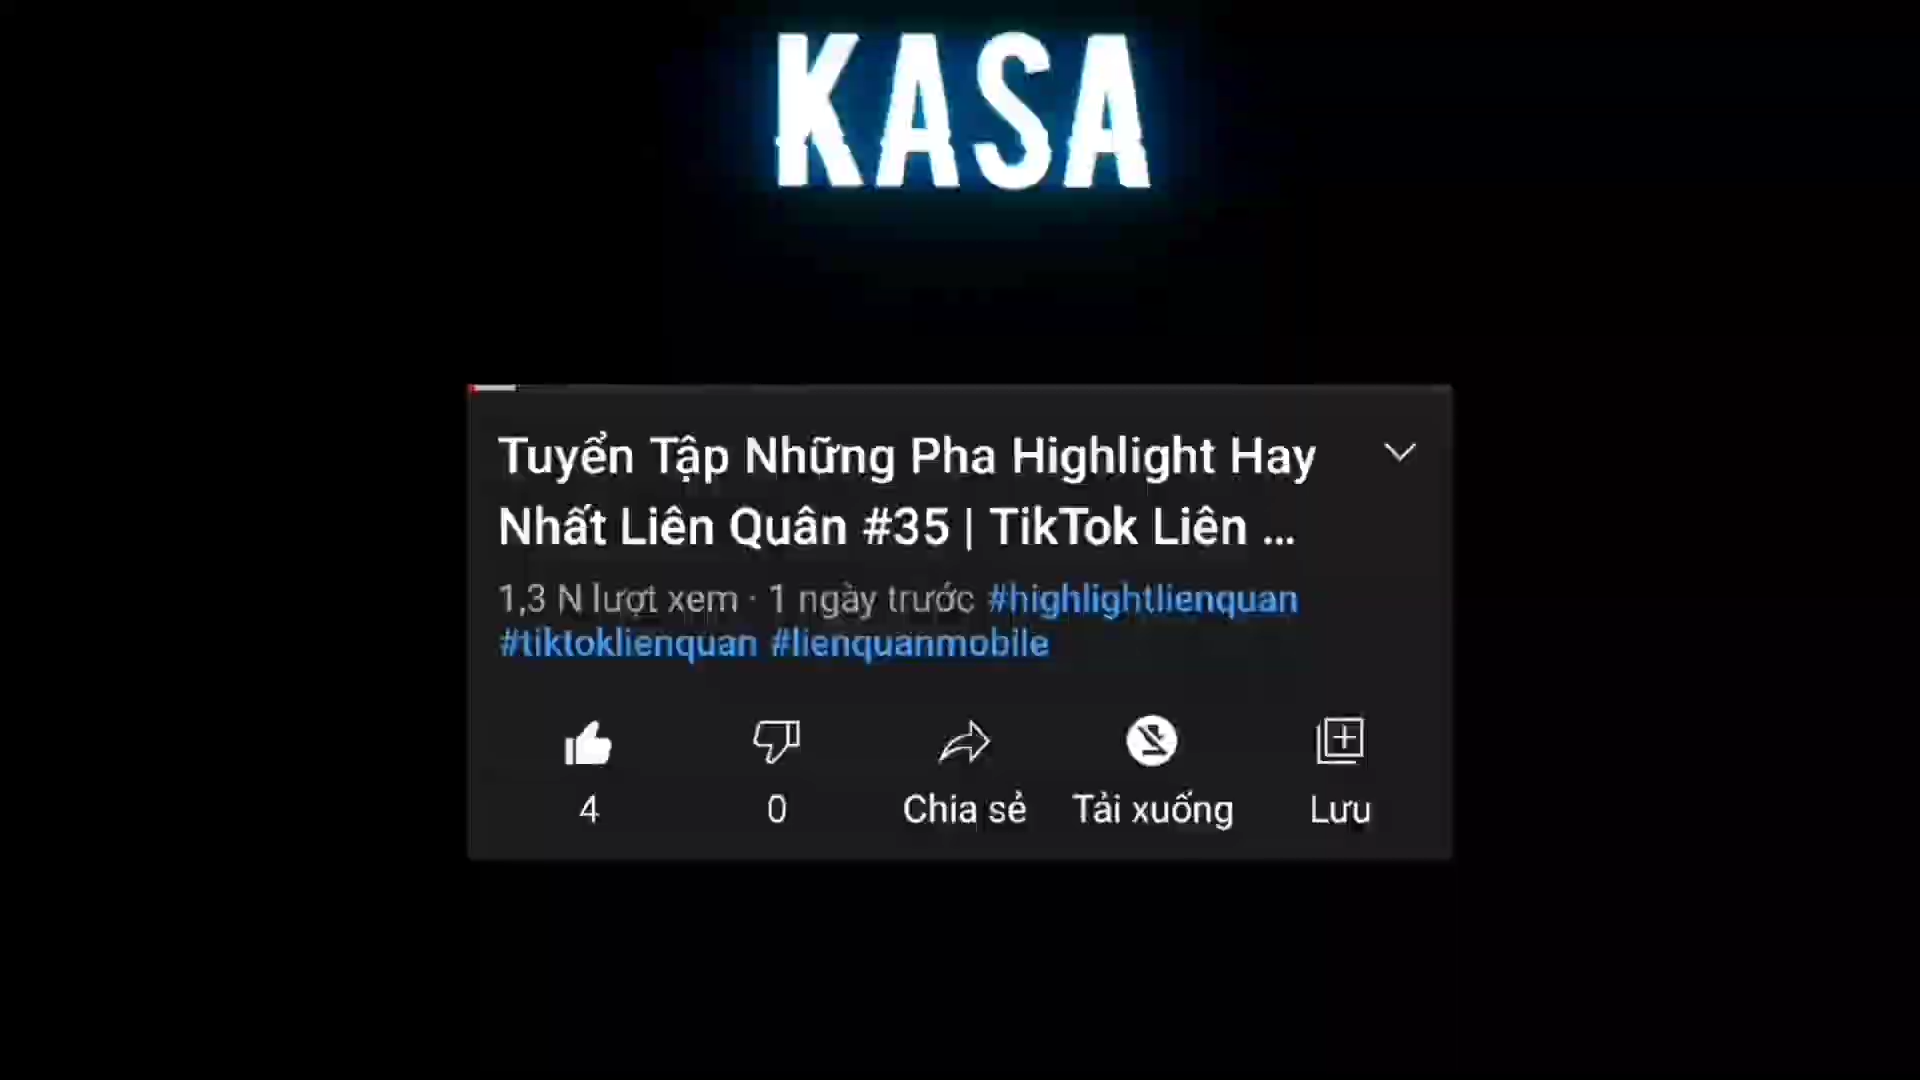 KASA
Tuyển Tập Những Pha Highlight Hay
Nhất Liên Quân #35 | TikTok Liên ...
1,3 N lượt xem · 1 ngày trước #highlightlienquan
#tiktoklienquan #lienquanmobile
4 0 Chia sẻ Tải xuống Lưu